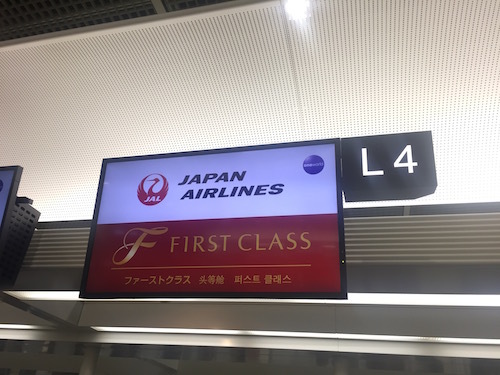 JAL
JAPAN
AIRLINES
L 4
F FIRST CLASS
ファーストクラス 头等舱 퍼스트 클래스